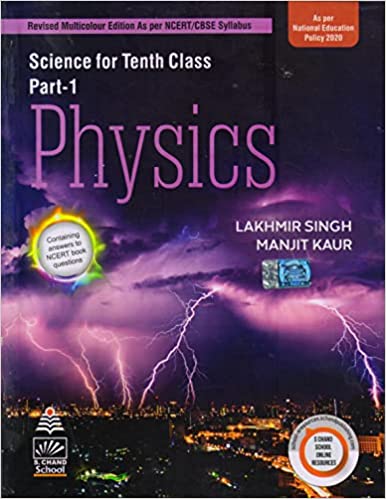 Revised Multicolour Edition As per NCERT/CBSE Syllabus
As per
National Education
Policy 2020
Science for Tenth Class
Part-1
Physics
Containing
answers to
NCERT book
questions
LAKHMIR SINGH
MANJIT KAUR
S. CHAND
School
S CHAND
SCHOOL
ONLINE
RESOURCES